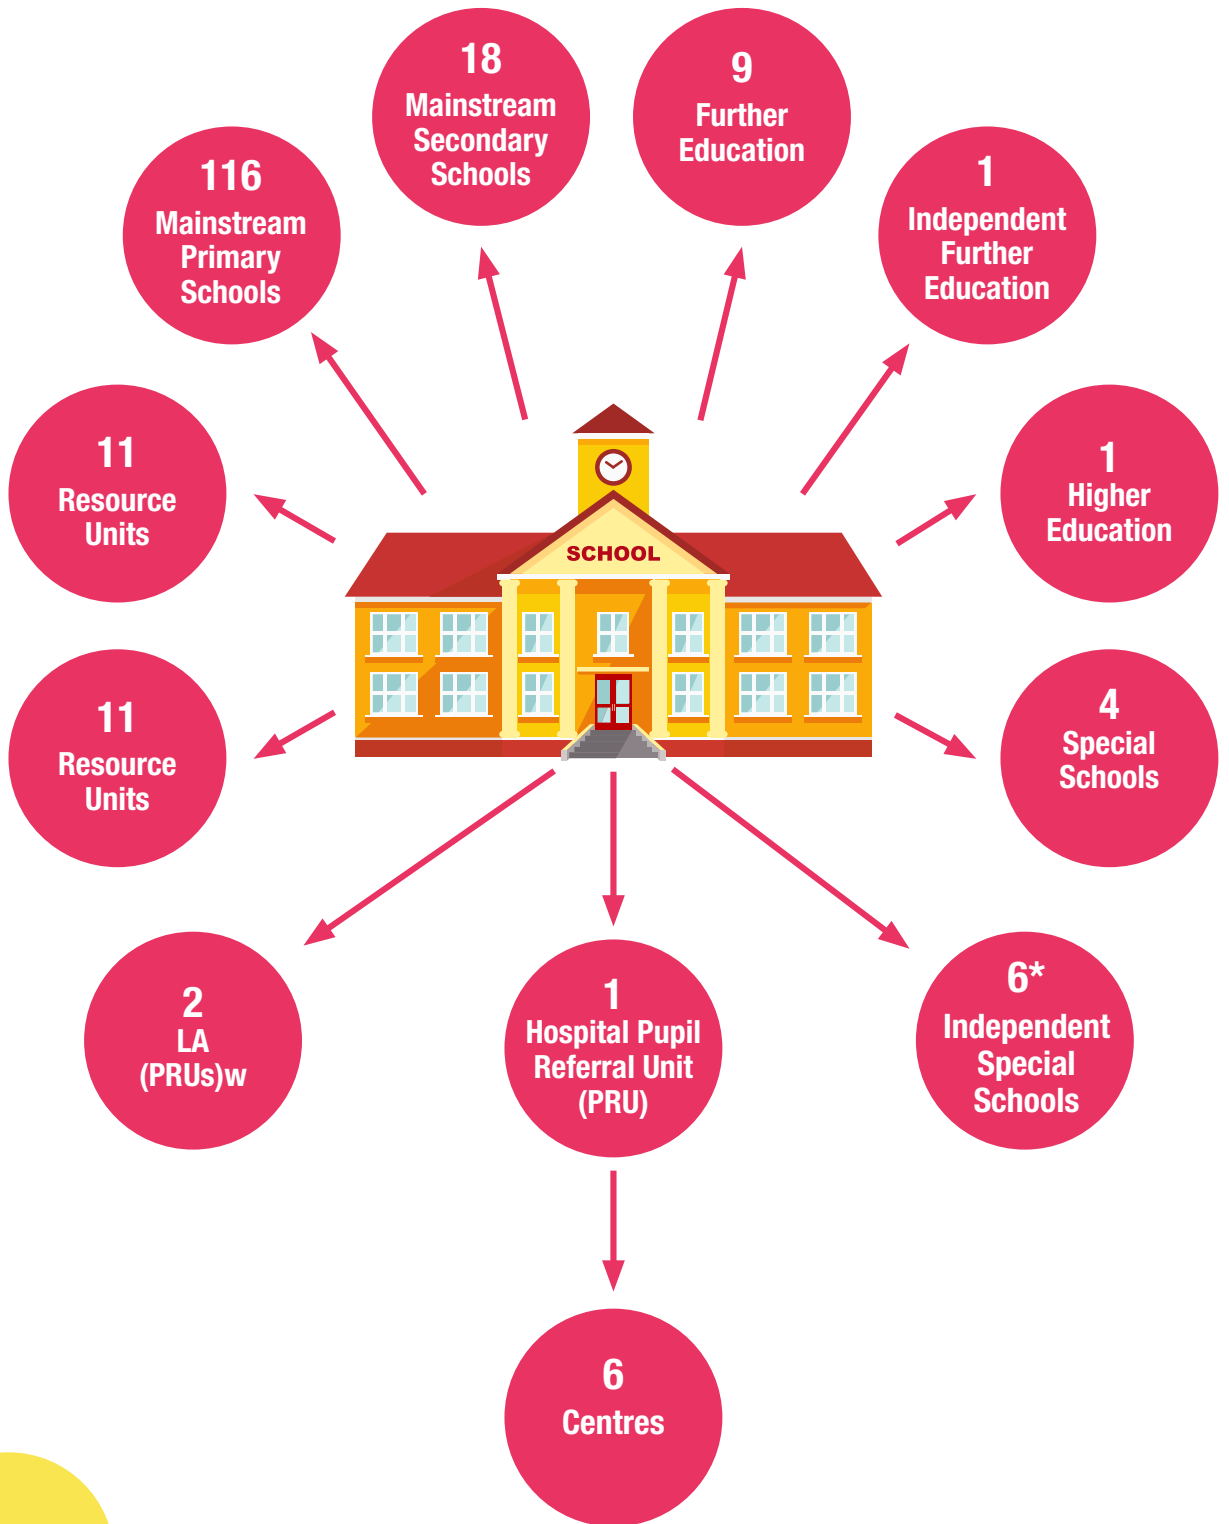 18
Mainstream
Secondary
Schools
9
Further
Education
116
Mainstream
Primary
Schools
1
Independent
Further
Education
11
Resource
Units
1
Higher
Education
SCHOOL
11
Resource
Units
4
Special
Schools
2
LA
(PRUs)w
1
Hospital Pupil
Referral Unit
(PRU)
6*
Independent
Special
Schools
6
Centres